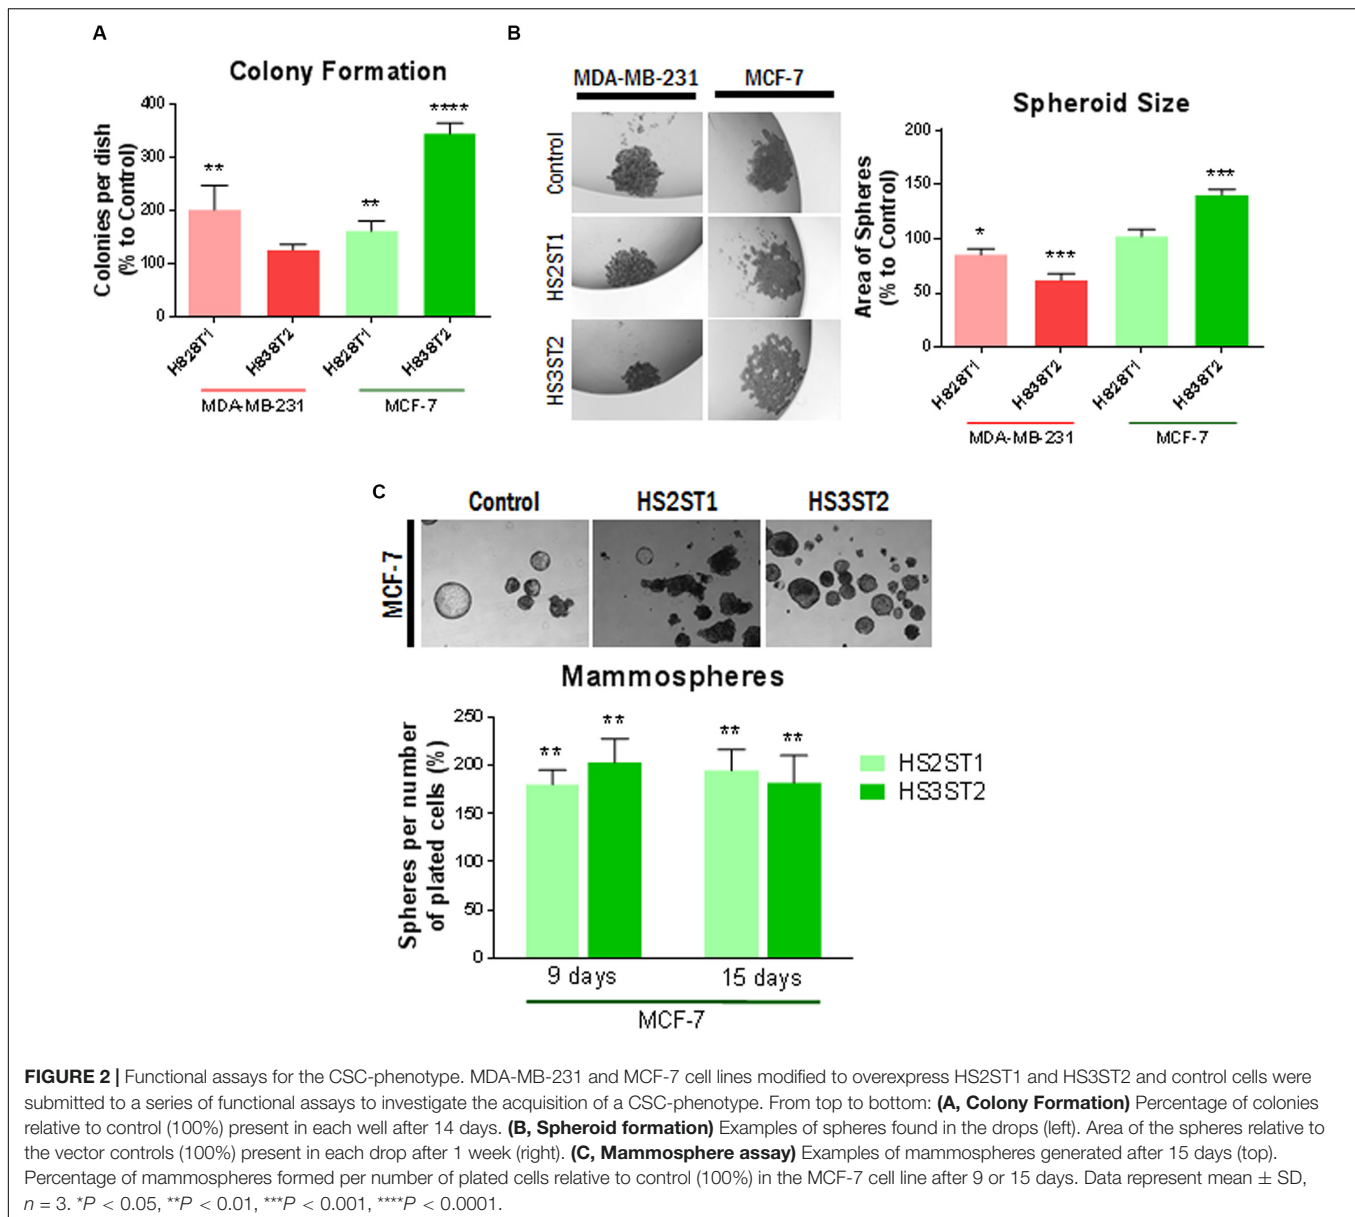 A
Colony Formation
Colonies per dish
(% to Control)
400
300
200
100
0
**
**
****
H828T1
H838T2
H828T1
H838T2
MDA-MB-231
MCF-7
B
MDA-MB-231
MCF-7
Control
HS2ST1
HS3ST2
Spheroid Size
Area of Spheres
(% to Control)
200
150
100
50
0
*
***
***
H828T1
H838T2
H828T1
H838T2
MDA-MB-231
MCF-7
C
Control
HS2ST1
HS3ST2
MCF-7
Mammospheres
Spheres per number
of plated cells (%)
250
200
150
100
50
0
**
**
**
**
HS2ST1
HS3ST2
9 days
15 days
MCF-7
FIGURE 2 | Functional assays for the CSC-phenotype. MDA-MB-231 and MCF-7 cell lines modified to overexpress HS2ST1 and HS3ST2 and control cells were
submitted to a series of functional assays to investigate the acquisition of a CSC-phenotype. From top to bottom: (A, Colony Formation) Percentage of colonies
relative to control (100%) present in each well after 14 days. (B, Spheroid formation) Examples of spheres found in the drops (left). Area of the spheres relative to
the vector controls (100%) present in each drop after 1 week (right). (C, Mammosphere assay) Examples of mammospheres generated after 15 days (top).
Percentage of mammospheres formed per number of plated cells relative to control (100%) in the MCF-7 cell line after 9 or 15 days. Data represent mean ± SD,
n = 3. *P < 0.05, **P < 0.01, ***P < 0.001, ****P < 0.0001.